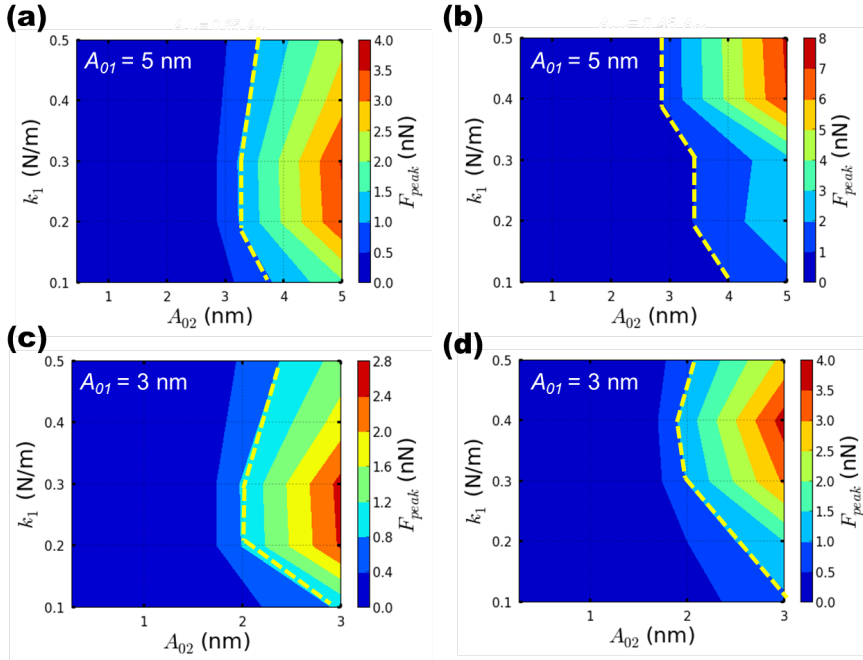 (a)
A₀₁ = 5 nm
0.5
0.4
0.3
0.2
0.1
k₁ (N/m)
1 2 3 4 5
A₀₂ (nm)
4.0
3.5
3.0
2.5
2.0
1.5
1.0
0.5
0.0
F_peak (nN)
(b)
A₀₁ = 5 nm
0.5
0.4
0.3
0.2
0.1
k₁ (N/m)
1 2 3 4 5
A₀₂ (nm)
8
7
6
5
4
3
2
1
0
F_peak (nN)
(c)
A₀₁ = 3 nm
0.5
0.4
0.3
0.2
0.1
k₁ (N/m)
1 2 3
A₀₂ (nm)
2.8
2.4
2.0
1.6
1.2
0.8
0.4
0.0
F_peak (nN)
(d)
A₀₁ = 3 nm
0.5
0.4
0.3
0.2
0.1
k₁ (N/m)
1 2 3
A₀₂ (nm)
4.0
3.5
3.0
2.5
2.0
1.5
1.0
0.5
0.0
F_peak (nN)